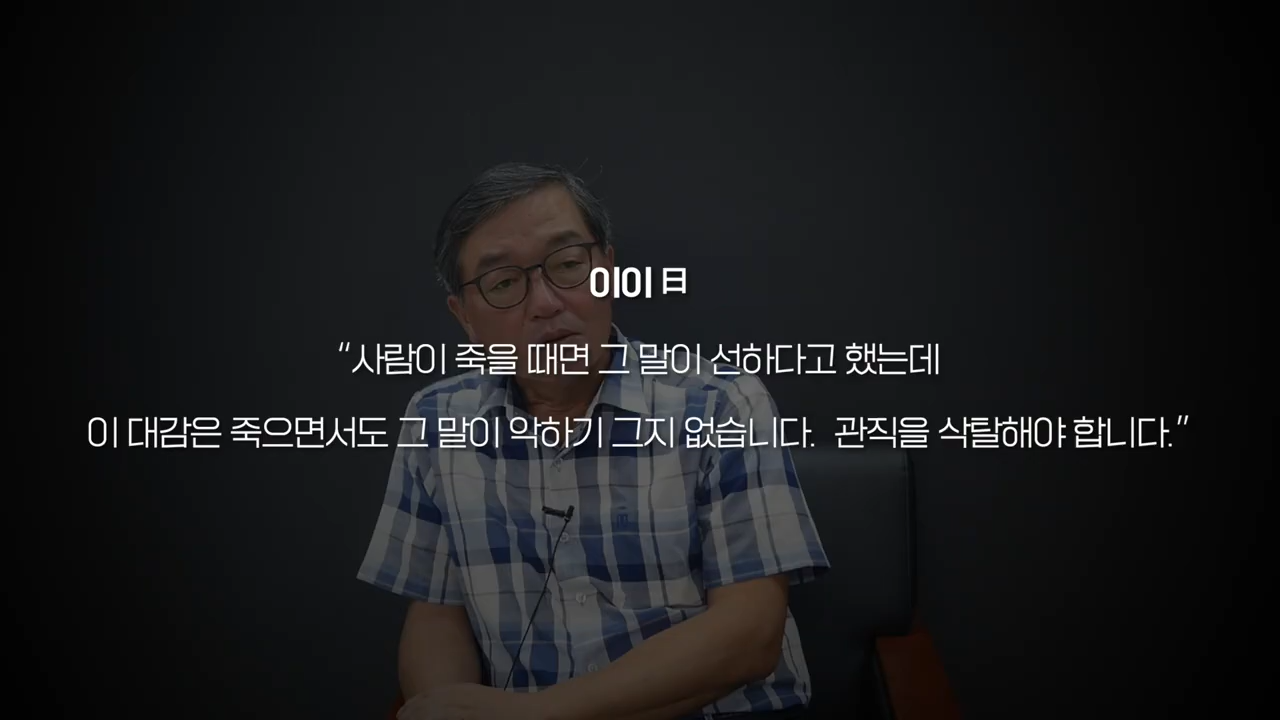 이이 日
“사람이 죽을 때면 그 말이 선하다고 했는데
이 대감은 죽으면서도 그 말이 악하기 그지 없습니다. 관직을 삭탈해야 합니다.”